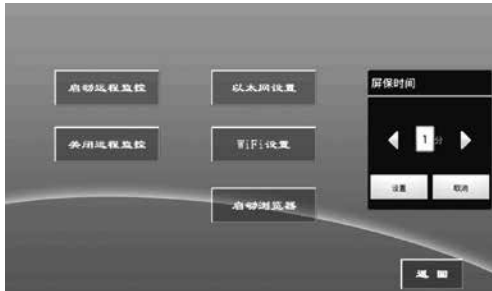 启动远程监控
以太网设置
屏保时间
关闭远程监控
WiFi设置
1 分
设置
取消
启动浏览器
返回